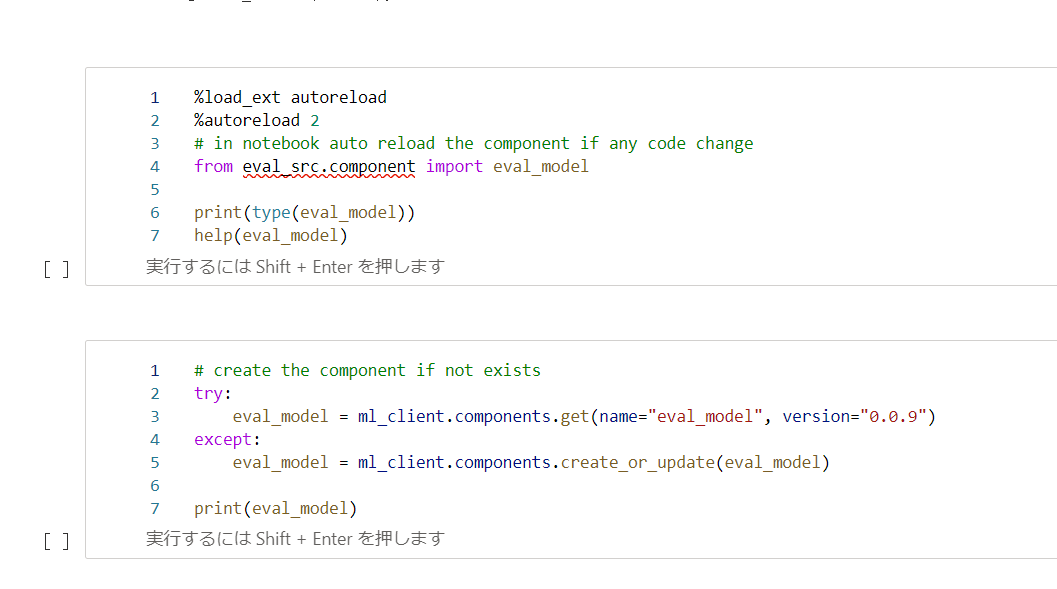 1 %load_ext autoreload
2 %autoreload 2
3 # in notebook auto reload the component if any code change
4 from eval_src.component import eval_model
5
6 print(type(eval_model))
7 help(eval_model)
[ ] 実行するには Shift + Enter を押します
1 # create the component if not exists
2 try:
3     eval_model = ml_client.components.get(name="eval_model", version="0.0.9")
4 except:
5     eval_model = ml_client.components.create_or_update(eval_model)
6
7 print(eval_model)
[ ] 実行するには Shift + Enter を押します